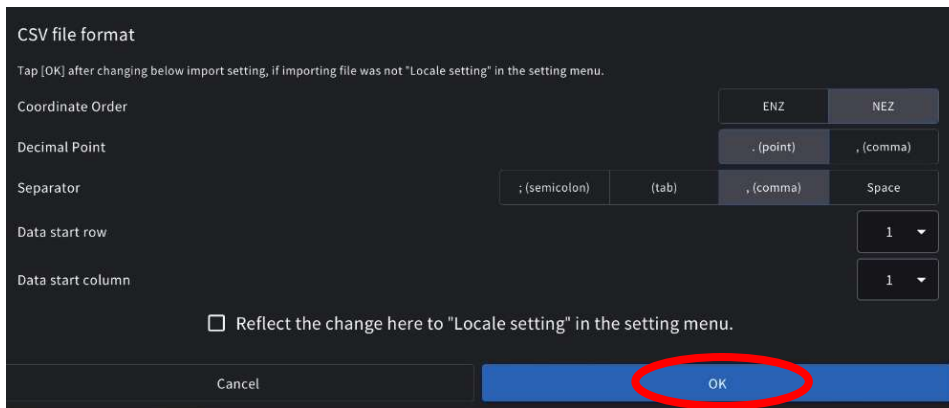 CSV file format
Tap [OK] after changing below import setting, if importing file was not "Locale setting" in the setting menu.
Coordinate Order ENZ NEZ
Decimal Point . (point) , (comma)
Separator ; (semicolon) (tab) , (comma) Space
Data start row 1
Data start column 1
Reflect the change here to "Locale setting" in the setting menu.
Cancel OK